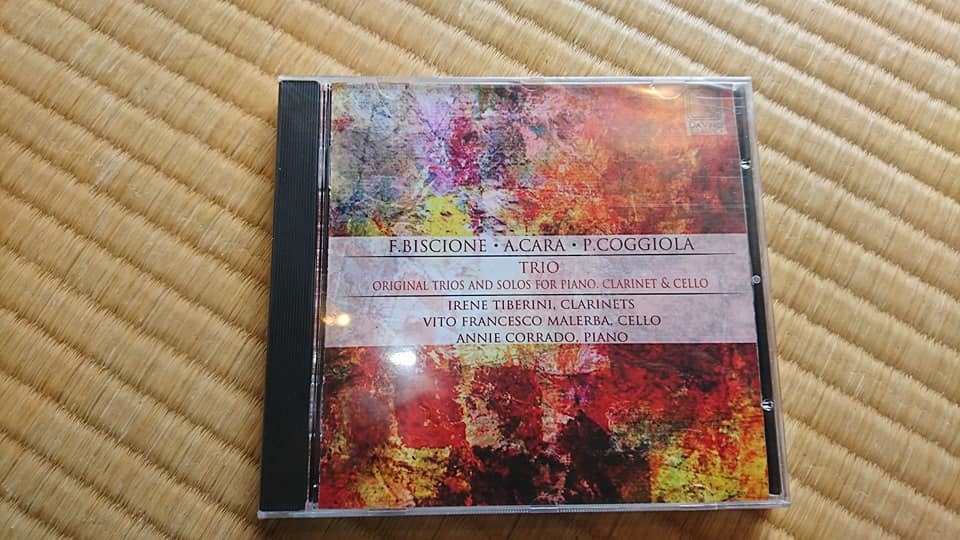 F.BISCIONE • A.CARA • P.COGGIOLA
TRIO
ORIGINAL TRIOS AND SOLOS FOR PIANO, CLARINET & CELLO
IRENE TIBERINI, CLARINETS
VITO FRANCESCO MALERBA, CELLO
ANNIE CORRADO, PIANO